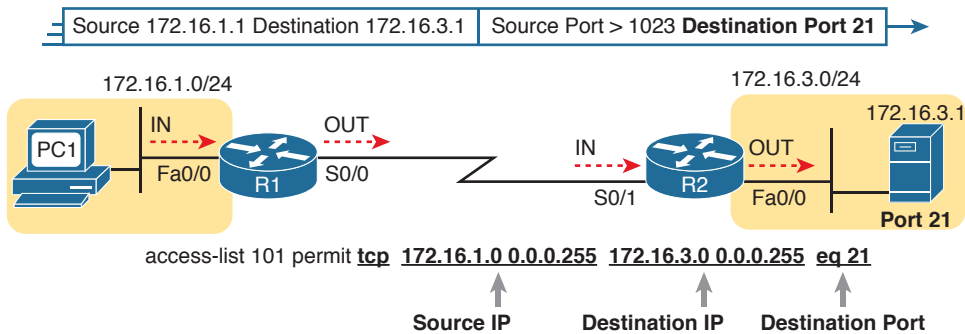 Source 172.16.1.1 Destination 172.16.3.1
Source Port > 1023 Destination Port 21
172.16.1.0/24
172.16.3.0/24
172.16.3.1
IN
OUT
IN
OUT
PC1
Fa0/0
R1
S0/0
S0/1
R2
Fa0/0
Port 21
access-list 101 permit tcp 172.16.1.0 0.0.0.255 172.16.3.0 0.0.0.255 eq 21
Source IP
Destination IP
Destination Port